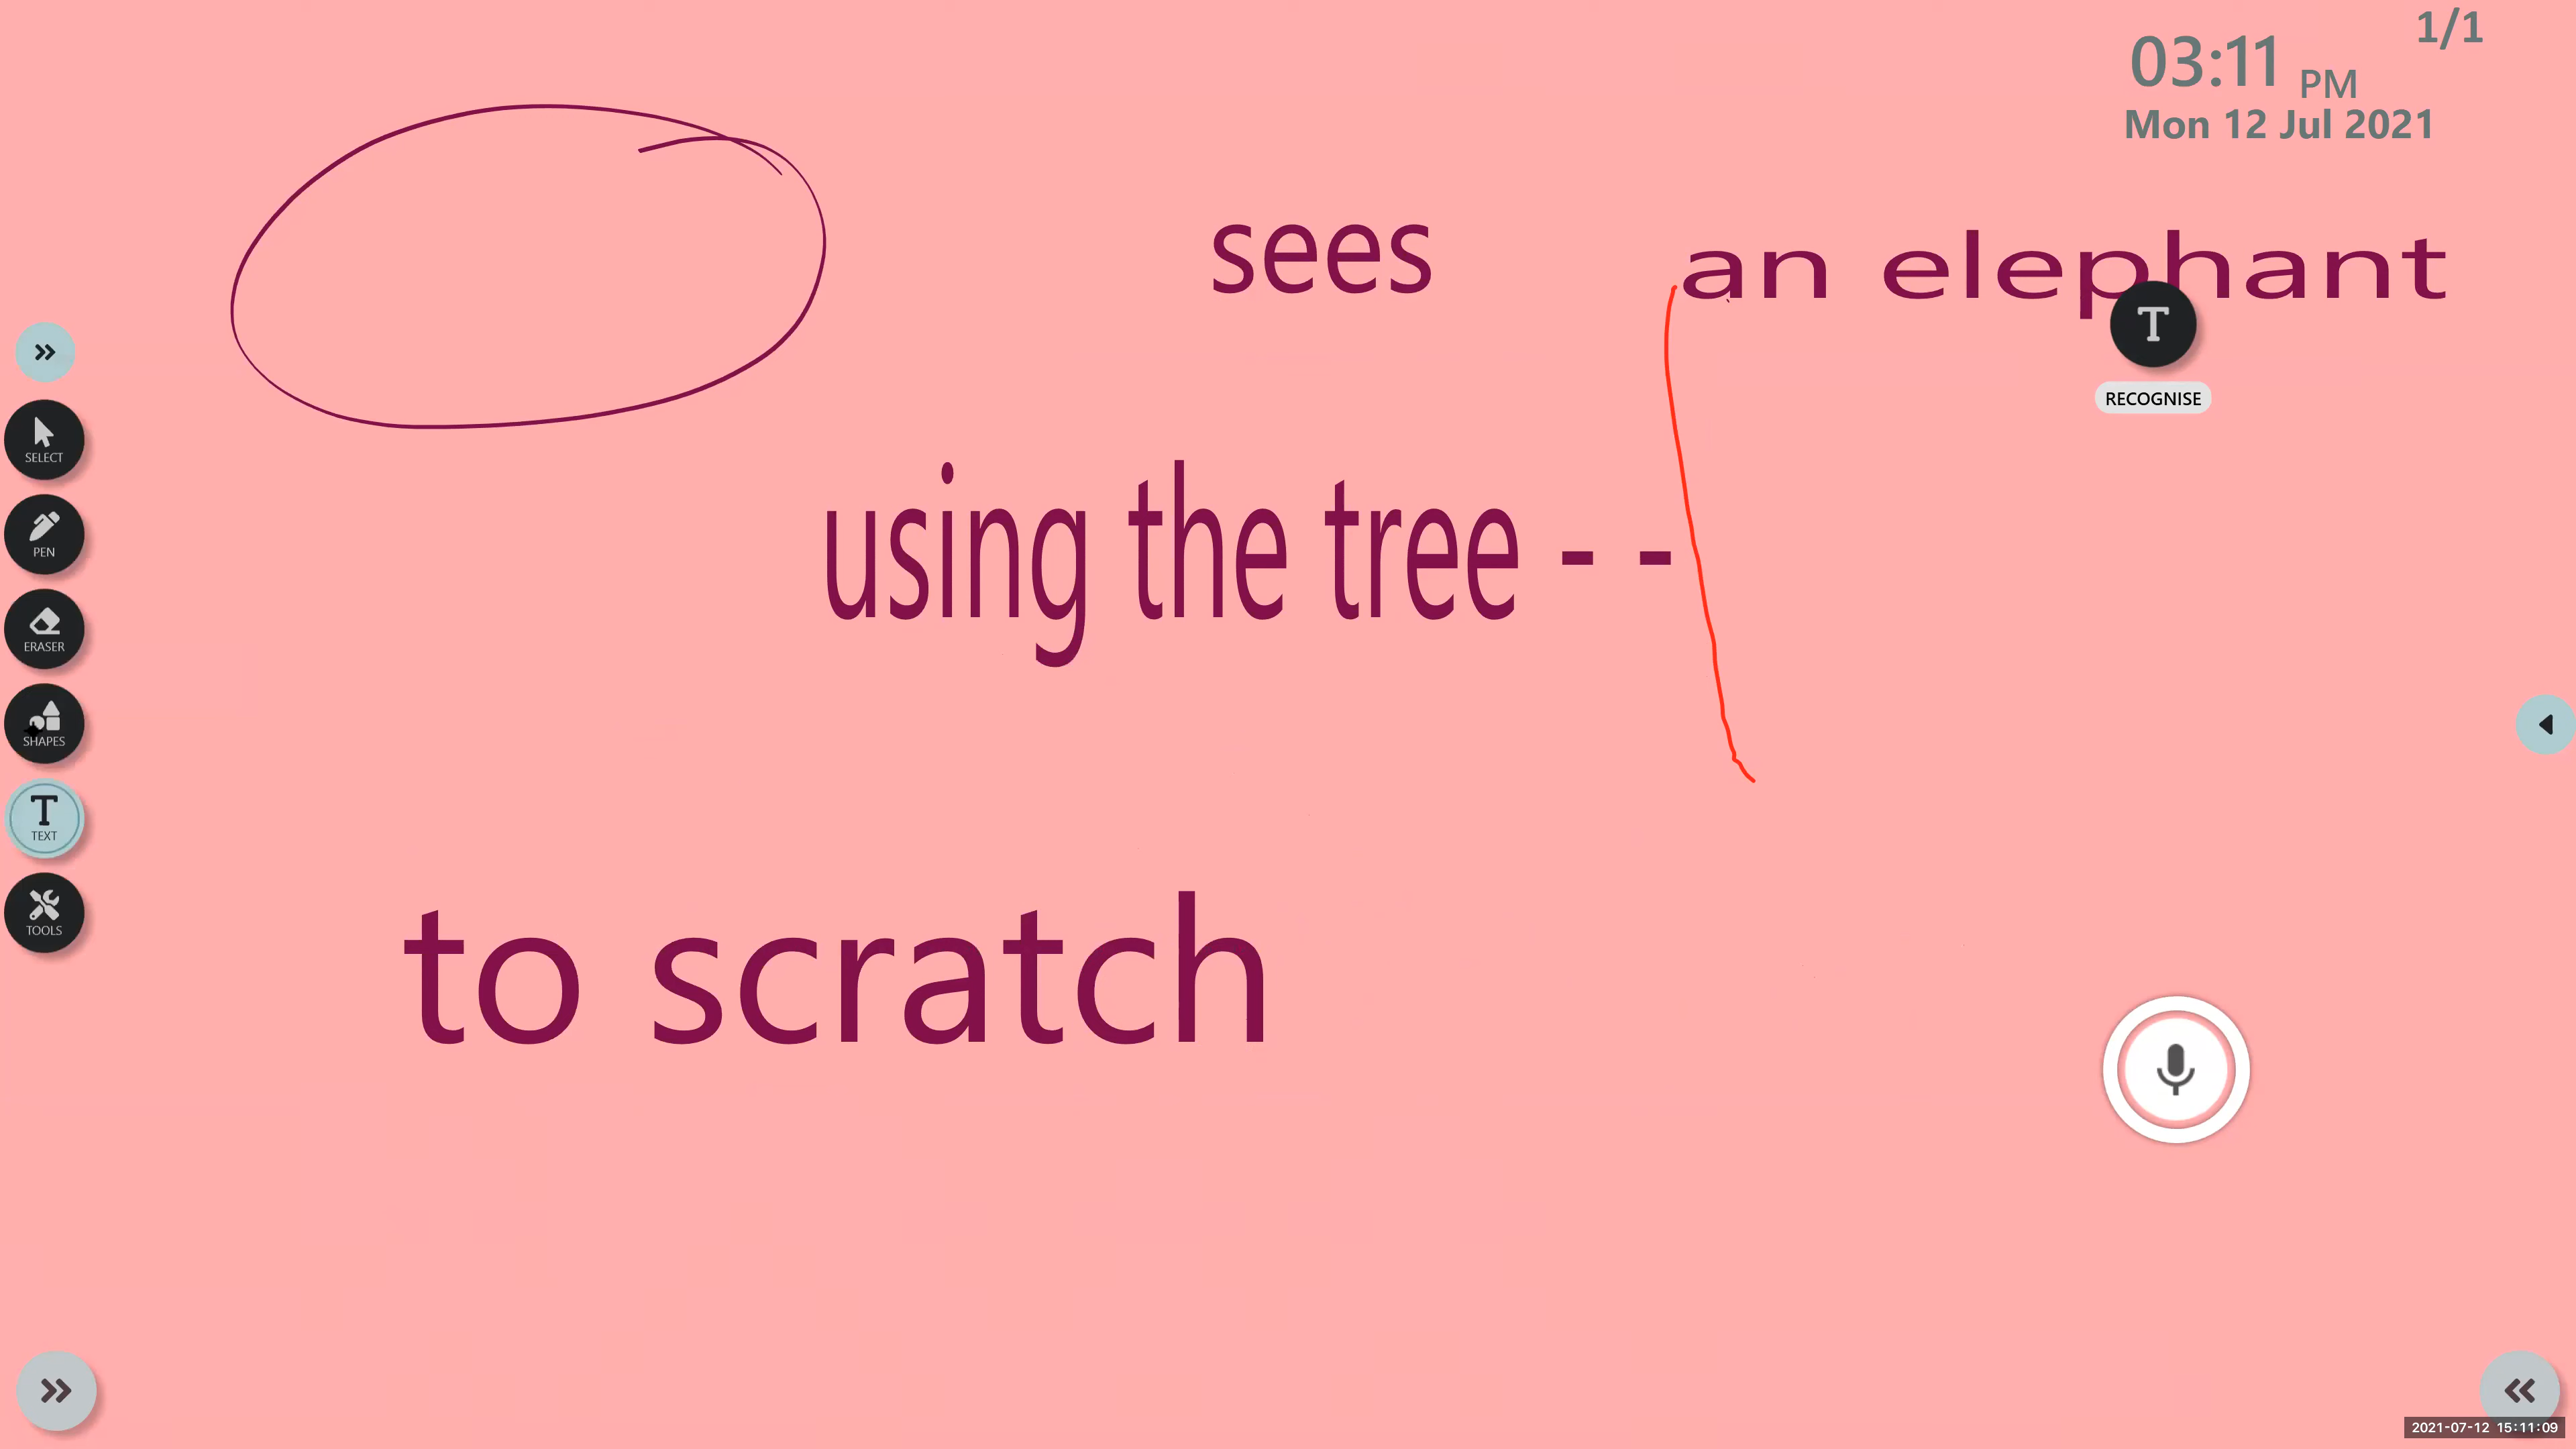 1/1
03:11 PM
Mon 12 Jul 2021
sees an elephant
RECOGNISE
SELECT
using the tree - -
PEN
ERASER
SHAPES
T
TEXT
TOOLS
to scratch
T
2021-07-12 15:11:09